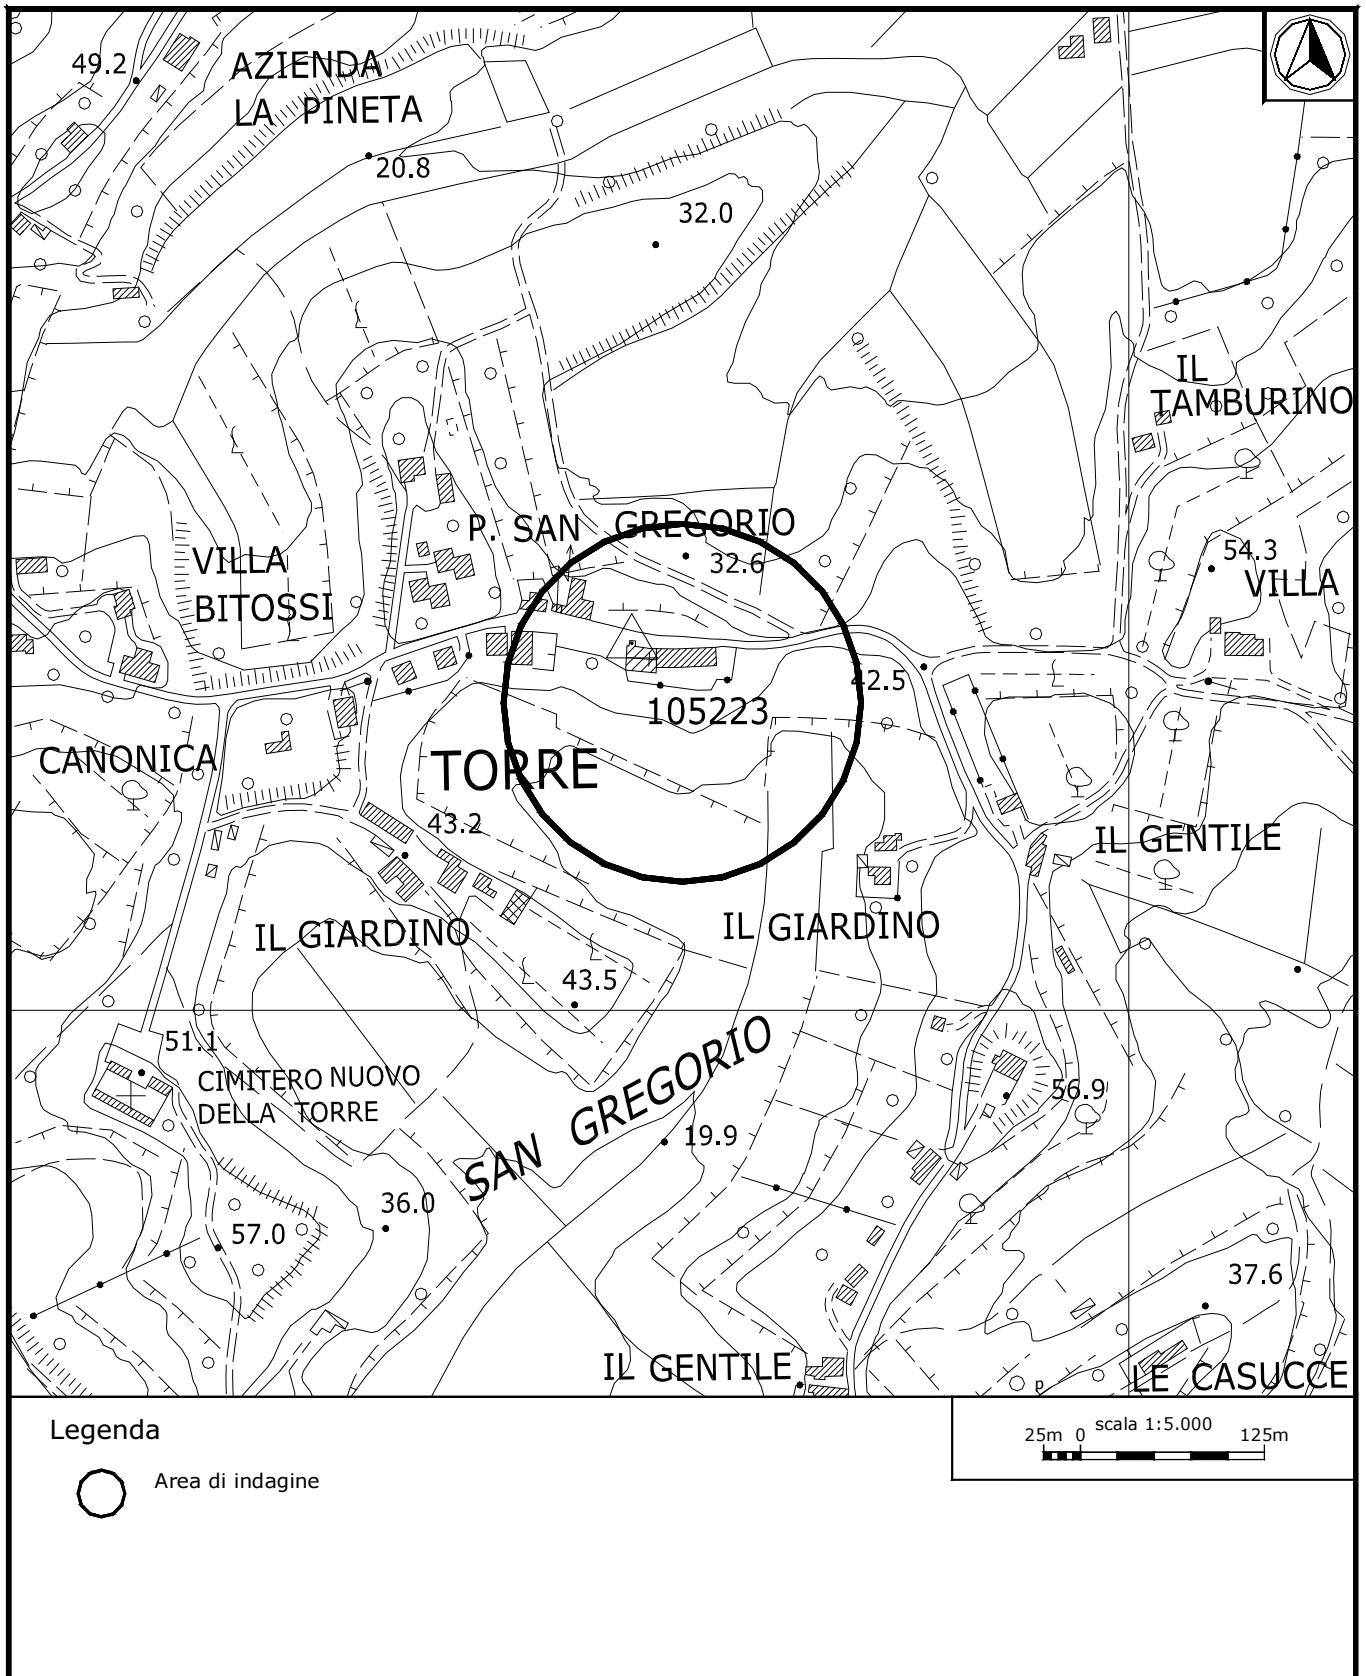 49.2
AZIENDA
LA PINETA
20.8
32.0
IL
TAMBURINO
P. SAN GREGORIO
32.6
VILLA
BITOSSI
54.3
VILLA
42.5
105223
CANONICA
TORRE
43.2
IL GENTILE
IL GIARDINO
IL GIARDINO
43.5
51.1
CIMITERO NUOVO
DELLA TORRE
SAN GREGORIO
56.9
19.9
36.0
57.0
37.6
IL GENTILE
p
LE CASUCCE
Legenda
Area di indagine
scala 1:5.000
25m 0 125m